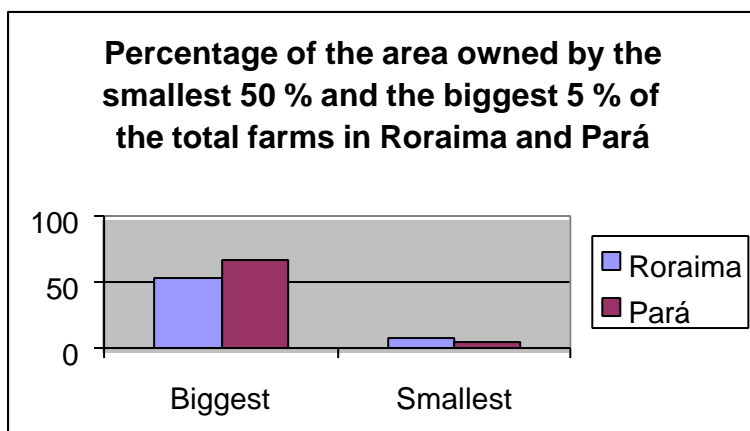 Percentage of the area owned by the
smallest 50 % and the biggest 5 % of
the total farms in Roraima and Pará
100
50
0
Biggest
Smallest
Roraima
Pará